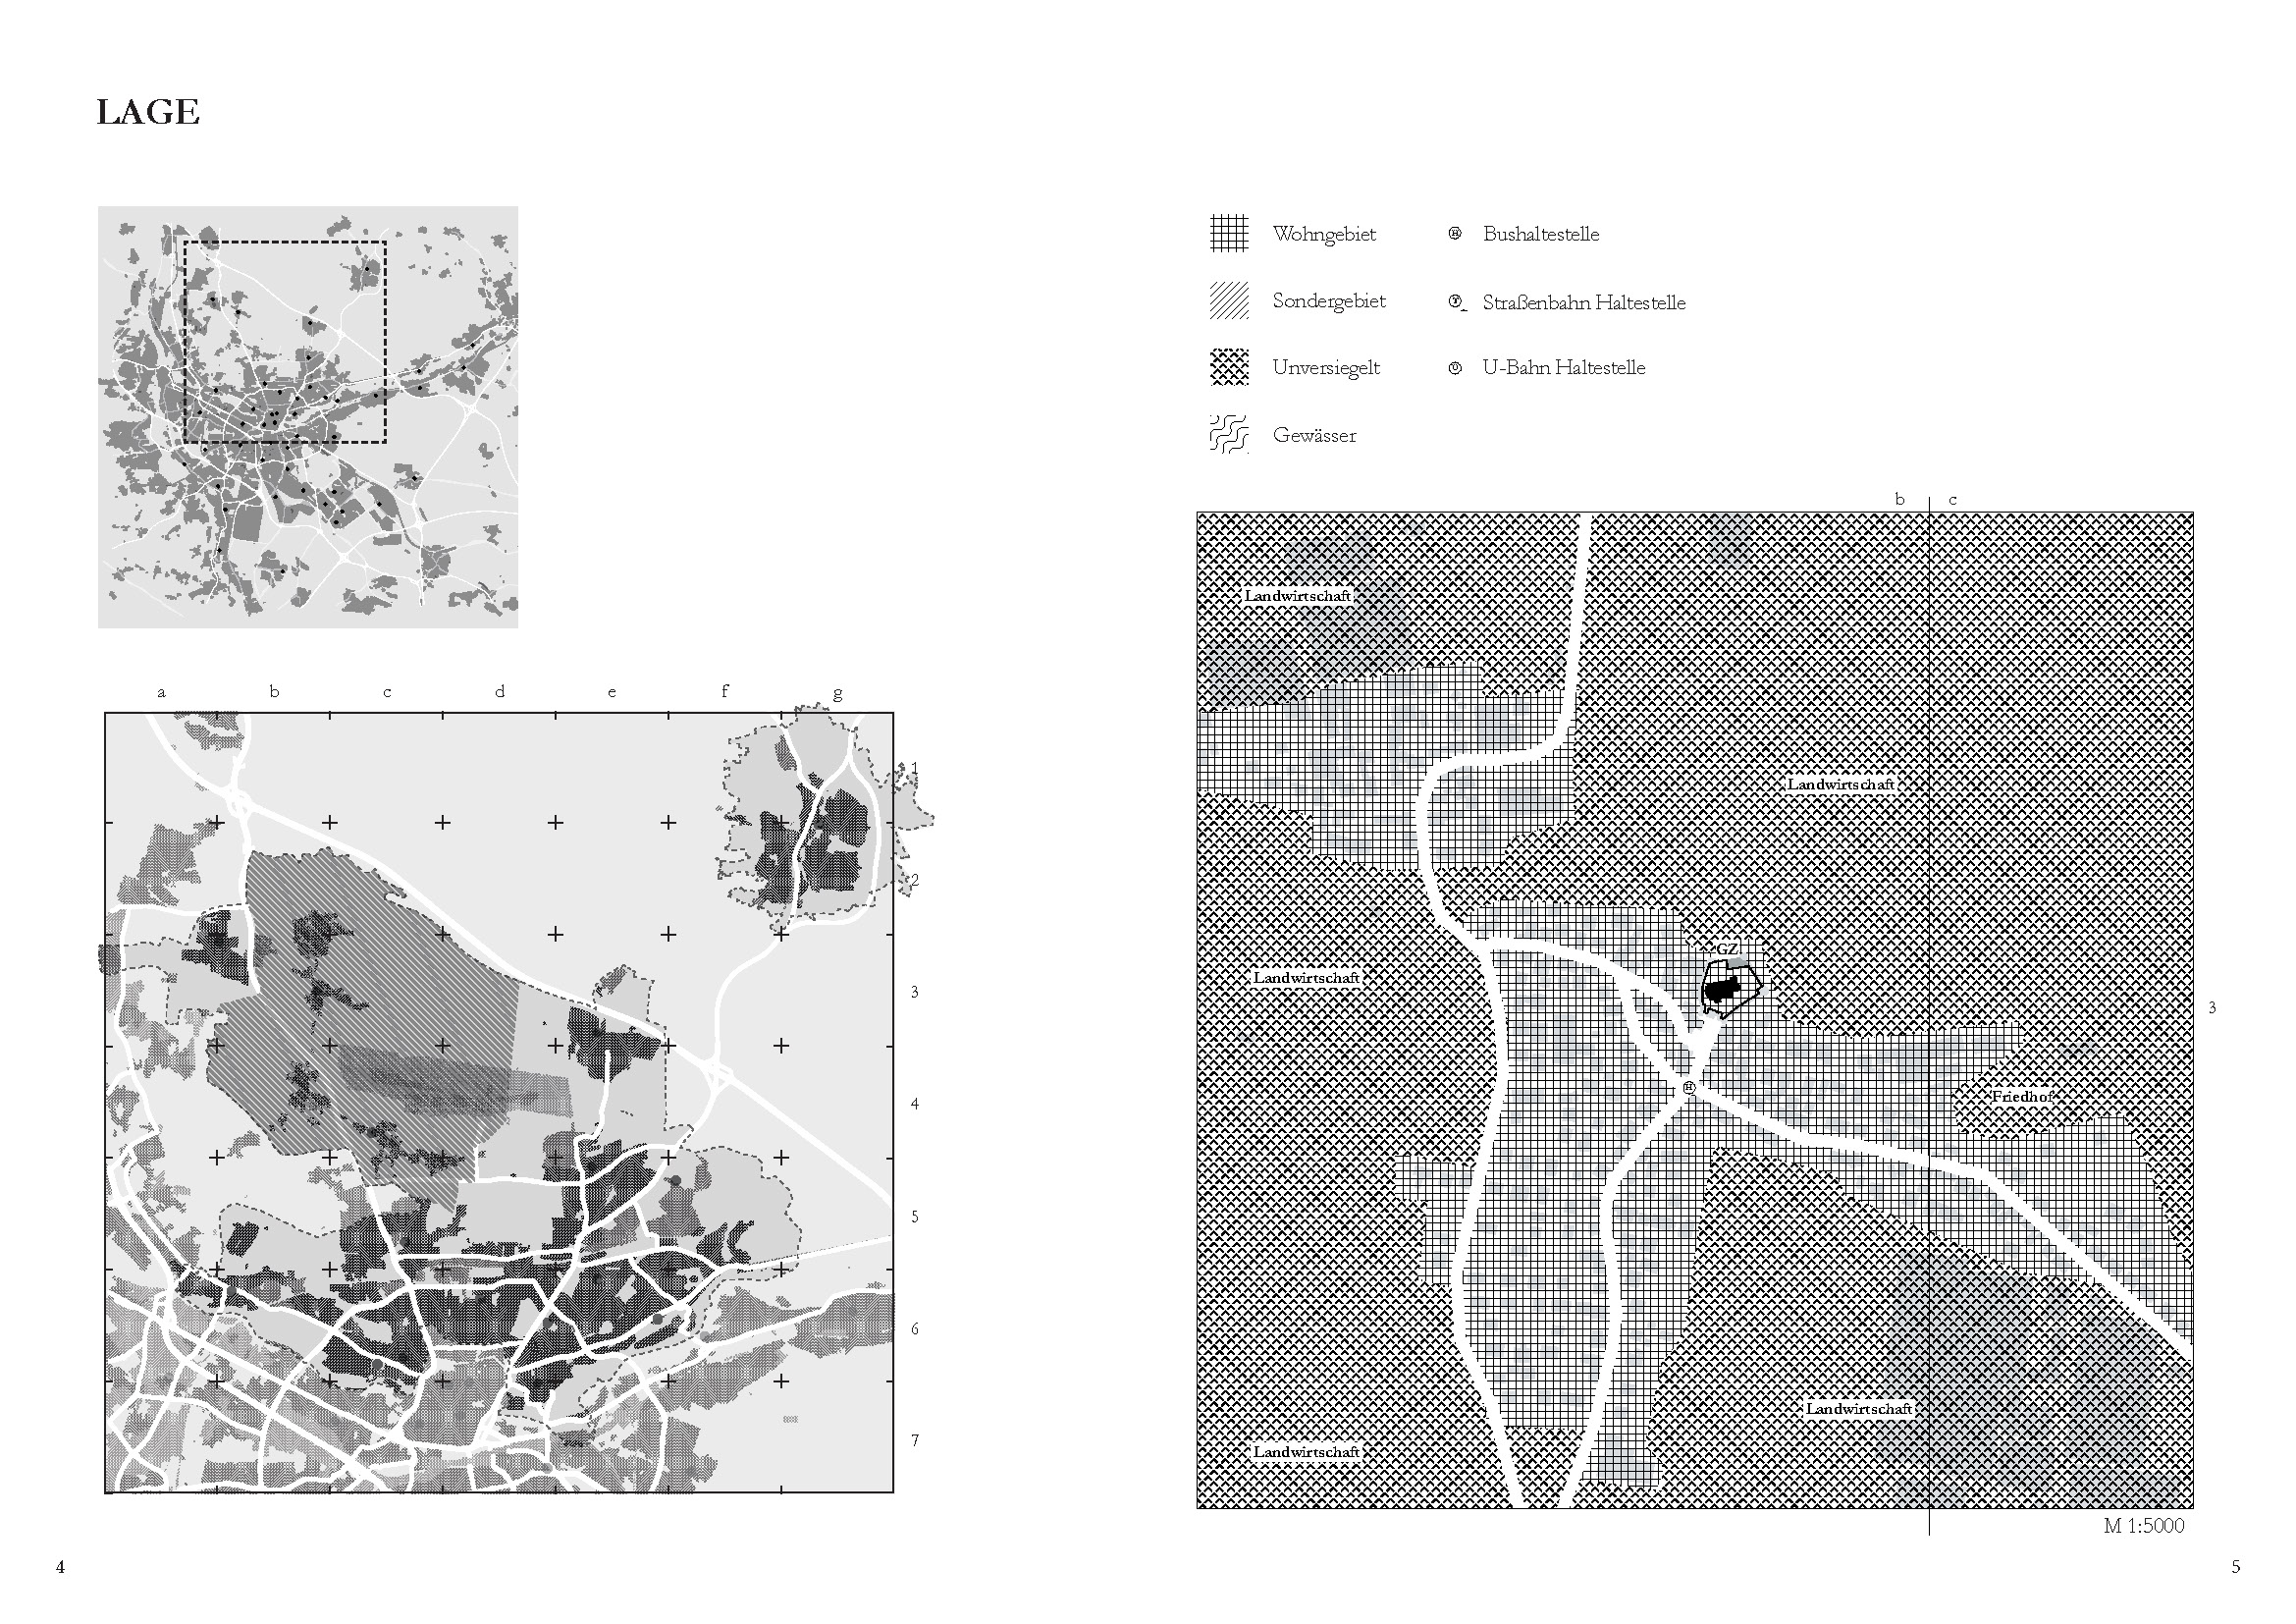 LAGE
a b c d e f g
1
2
3
4
5
6
7
4
Wohngebiet
Sondergebiet
Unversiegelt
Gewässer
H Bushaltestelle
T Straßenbahn Haltestelle
U U-Bahn Haltestelle
b c
Landwirtschaft
Landwirtschaft
GZ
Landwirtschaft
3
H
Friedhof
Landwirtschaft
Landwirtschaft
M 1:5000
5